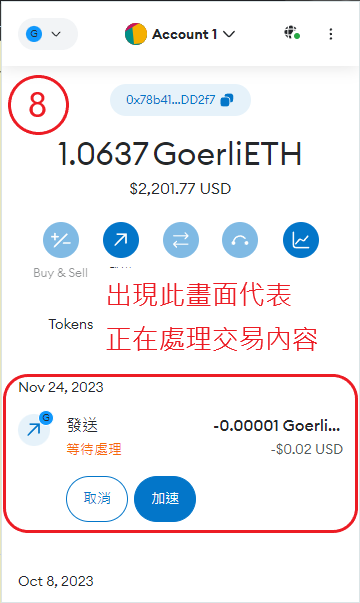 G
Account 1
8
0x78b41...DD2f7
1.0637 GoerliETH
$2,201.77 USD
Buy & Sell
出現此畫面代表
Tokens
正在處理交易內容
Nov 24, 2023
G
發送
-0.00001 Goerli...
等待處理
-$0.02 USD
取消
加速
Oct 8, 2023